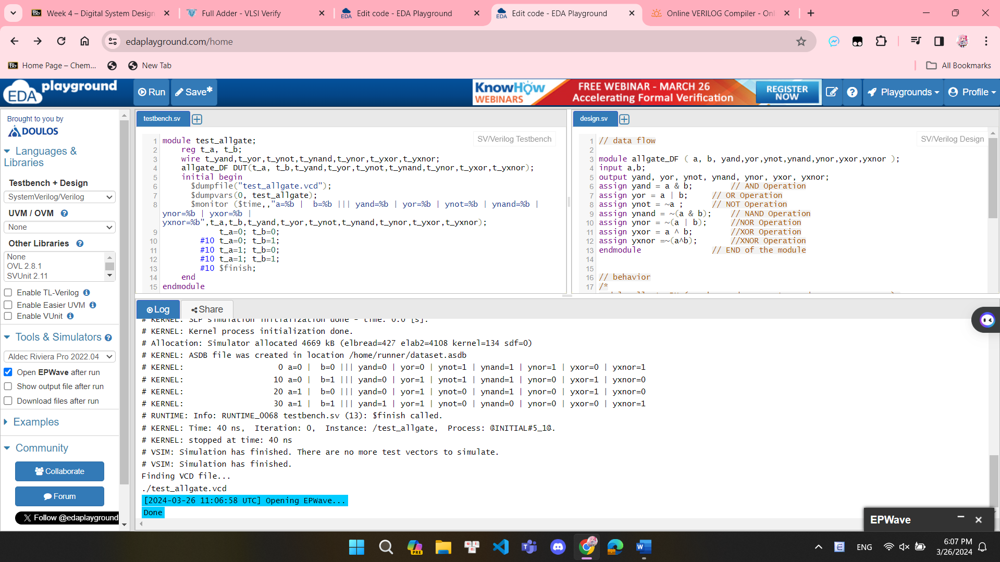 Week 4 – Digital System Design
Full Adder - VLSI Verify
Edit code - EDA Playground
Edit code - EDA Playground
Online VERILOG Compiler - Onl
edaplayground.com/home
Home Page – Chem...
New Tab
All Bookmarks
EDA playground
Run
Save*
KnowHow WEBINARS
FREE WEBINAR - MARCH 26
Accelerating Formal Verification
REGISTER NOW
Playgrounds
Profile
Brought to you by
DOULOS
Languages & Libraries
Testbench + Design
SystemVerilog/Verilog
UVM / OVM
None
Other Libraries
None
OVL 2.8.1
SVUnit 2.11
Enable TL-Verilog
Enable Easier UVM
Enable VUnit
Tools & Simulators
Aldec Riviera Pro 2022.04
Open EPWave after run
Show output file after run
Download files after run
Examples
Community
Collaborate
Forum
Follow @edaplayground
testbench.sv
SV/Verilog Testbench
1 module test_allgate;
2 reg t_a, t_b;
3 wire t_yand,t_yor,t_ynot,t_ynand,t_ynor,t_yxor,t_yxnor;
4 allgate_DF DUT(t_a, t_b,t_yand,t_yor,t_ynot,t_ynand,t_ynor,t_yxor,t_yxnor);
5 initial begin
6 $dumpfile("test_allgate.vcd");
7 $dumpvars(0, test_allgate);
8 $monitor ($time,,"a=%b |  b=%b ||| yand=%b | yor=%b | ynot=%b | ynand=%b |
ynor=%b | yxor=%b |
yxnor=%b",t_a,t_b,t_yand,t_yor,t_ynot,t_ynand,t_ynor,t_yxor,t_yxnor);
9 t_a=0; t_b=0;
10 #10 t_a=0; t_b=1;
11 #10 t_a=1; t_b=0;
12 #10 t_a=1; t_b=1;
13 #10 $finish;
14 end
15 endmodule
design.sv
SV/Verilog Design
1 // data flow
2
3 module allgate_DF ( a, b, yand,yor,ynot,ynand,ynor,yxor,yxnor );
4 input a,b;
5 output yand, yor, ynot, ynand, ynor, yxor, yxnor;
6 assign yand = a & b; // AND Operation
7 assign yor = a | b; // OR Operation
8 assign ynot = ~a ; // NOT Operation
9 assign ynand = ~(a & b); // NAND Operation
10 assign ynor = ~(a | b); //NOR Operation
11 assign yxor = a ^ b; //XOR Operation
12 assign yxnor =~(a^b); //XNOR Operation
13 endmodule // END of the module
14
15
16 // behavior
17 /*
Log
Share
# KERNEL: SLP simulation initialization done - time: 0.0 [s].
# KERNEL: Kernel process initialization done.
# Allocation: Simulator allocated 4669 kB (elbread=427 elab2=4108 kernel=134 sdf=0)
# KERNEL: ASDB file was created in location /home/runner/dataset.asdb
# KERNEL: 0 a=0 |  b=0 ||| yand=0 | yor=0 | ynot=1 | ynand=1 | ynor=1 | yxor=0 | yxnor=1
# KERNEL: 10 a=0 |  b=1 ||| yand=0 | yor=1 | ynot=1 | ynand=1 | ynor=0 | yxor=1 | yxnor=0
# KERNEL: 20 a=1 |  b=0 ||| yand=0 | yor=1 | ynot=0 | ynand=1 | ynor=0 | yxor=1 | yxnor=0
# KERNEL: 30 a=1 |  b=1 ||| yand=1 | yor=1 | ynot=0 | ynand=0 | ynor=0 | yxor=0 | yxnor=1
# RUNTIME: Info: RUNTIME_0068 testbench.sv (13): $finish called.
# KERNEL: Time: 40 ns,  Iteration: 0,  Instance: /test_allgate,  Process: @INITIAL#5_1@.
# KERNEL: stopped at time: 40 ns
# VSIM: Simulation has finished. There are no more test vectors to simulate.
# VSIM: Simulation has finished.
Finding VCD file...
./test_allgate.vcd
[2024-03-26 11:06:58 UTC] Opening EPWave...
Done
EPWave
ENG
6:07 PM
3/26/2024